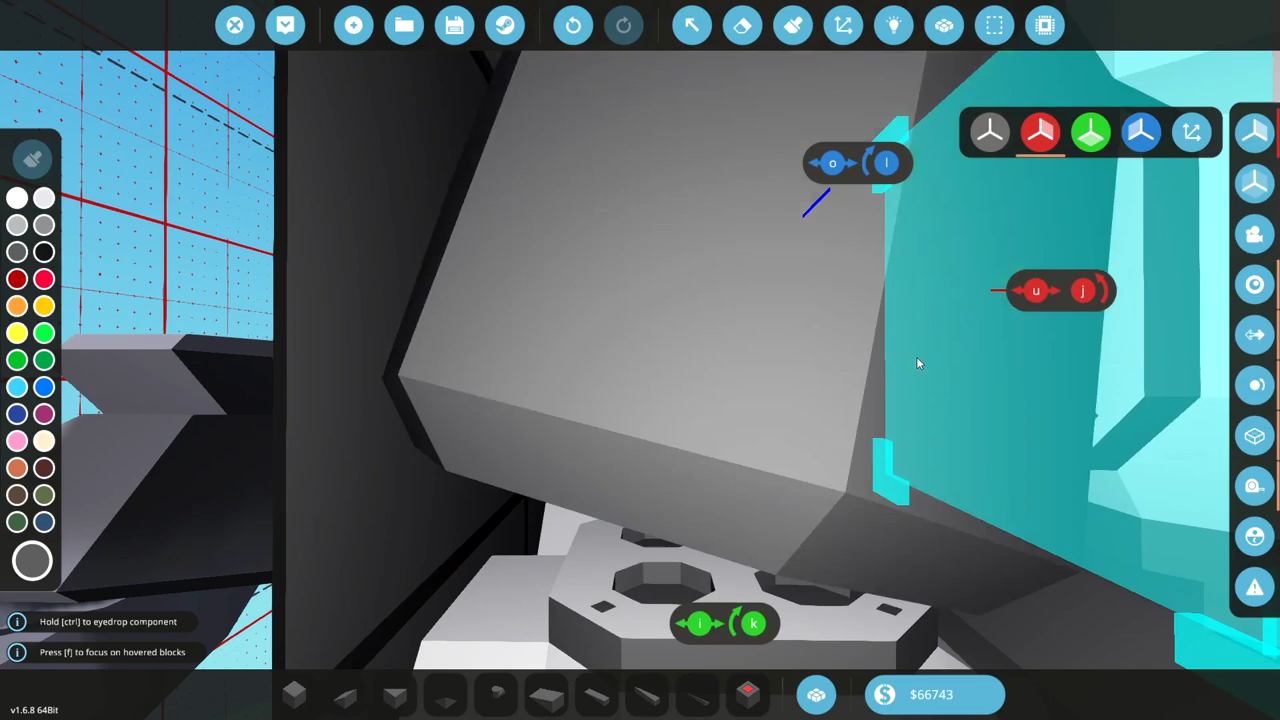 o l
u j
i k
Hold [ctrl] to eyedrop component
Press [f] to focus on hovered blocks
$ $66743
v1.6.8 64Bit